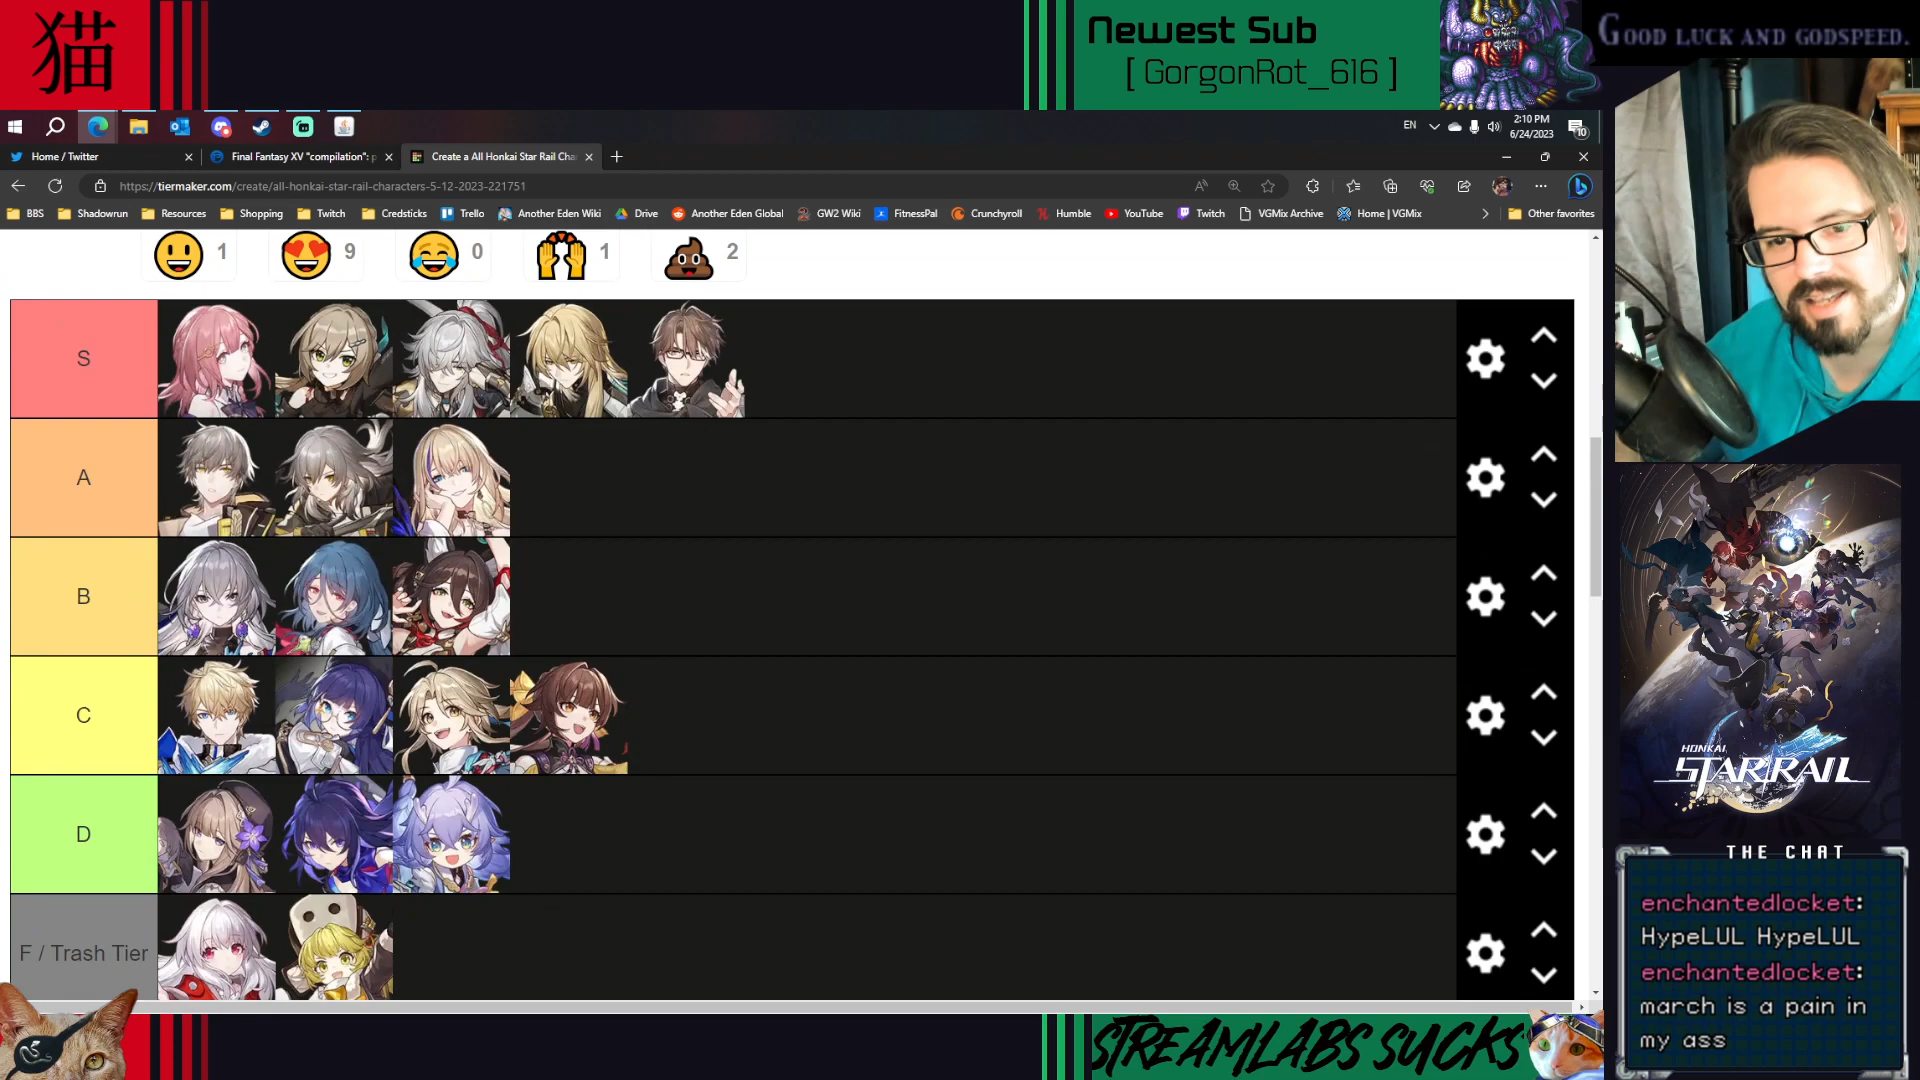 猫
Newest Sub
[ GorgonRot_616 ]
GOOD LUCK AND GODSPEED.
EN
2:10 PM
6/24/2023
10
Home / Twitter
Final Fantasy XV "compilation": p
Create a All Honkai Star Rail Cha
https://tiermaker.com/create/all-honkai-star-rail-characters-5-12-2023-221751
BBS
Shadowrun
Resources
Shopping
Twitch
Credsticks
Trello
Another Eden Wiki
Drive
Another Eden Global
GW2 Wiki
FitnessPal
Crunchyroll
Humble
YouTube
Twitch
VGMix Archive
Home | VGMix
Other favorites
1
9
0
1
2
S
A
B
C
D
F / Trash Tier
HONKAI
STAR RAIL
THE CHAT
enchantedlocket:
HypeLUL HypeLUL
enchantedlocket:
march is a pain in
my ass
STREAMLABS SUCKS